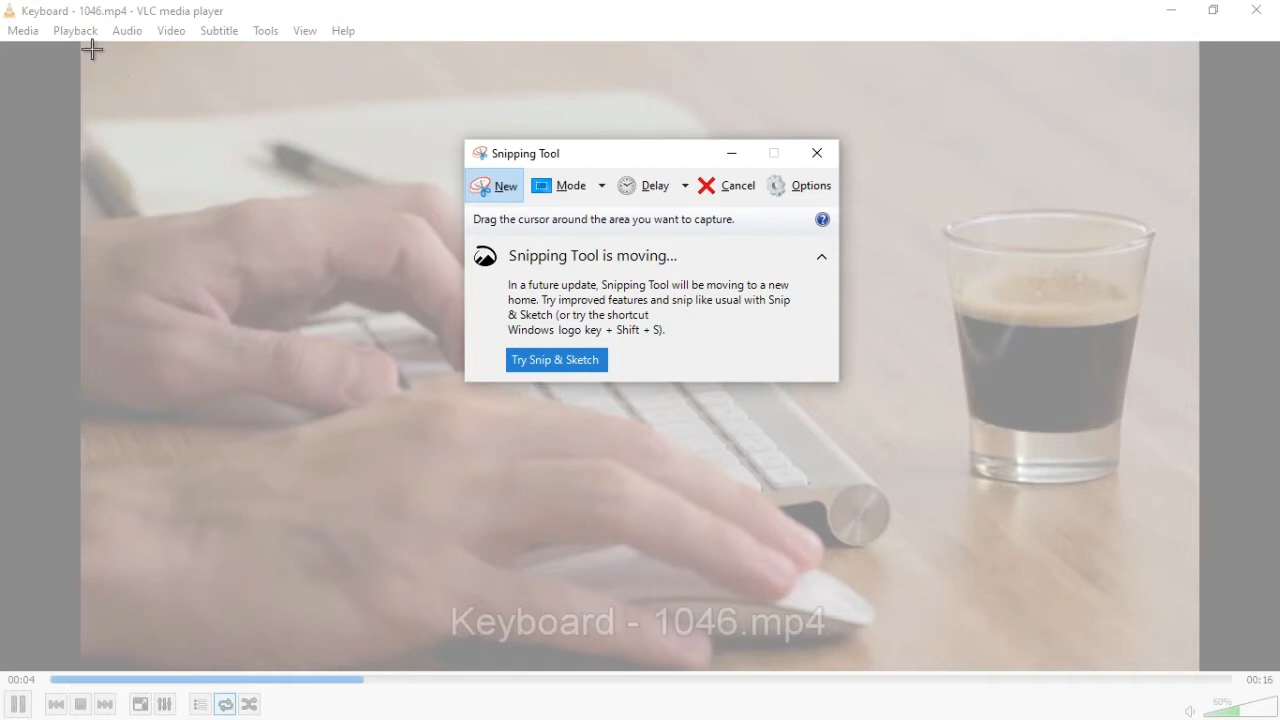 Keyboard - 1046.mp4 - VLC media player
Media Playback Audio Video Subtitle Tools View Help
Snipping Tool
New Mode Delay Cancel Options
Drag the cursor around the area you want to capture.
Snipping Tool is moving...
In a future update, Snipping Tool will be moving to a new
home. Try improved features and snip like usual with Snip
& Sketch (or try the shortcut
Windows logo key + Shift + S).
Try Snip & Sketch
Keyboard - 1046.mp4
00:04 00:16
60%